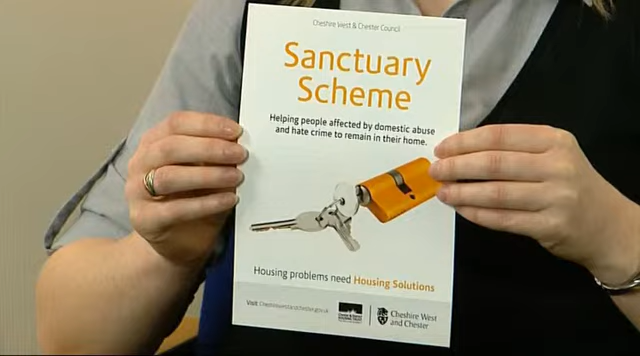 Cheshire West & Chester Council
Sanctuary
Scheme
Helping people affected by domestic abuse
and hate crime to remain in their home.
Housing problems need Housing Solutions
Visit
Cheshire West
and Chester